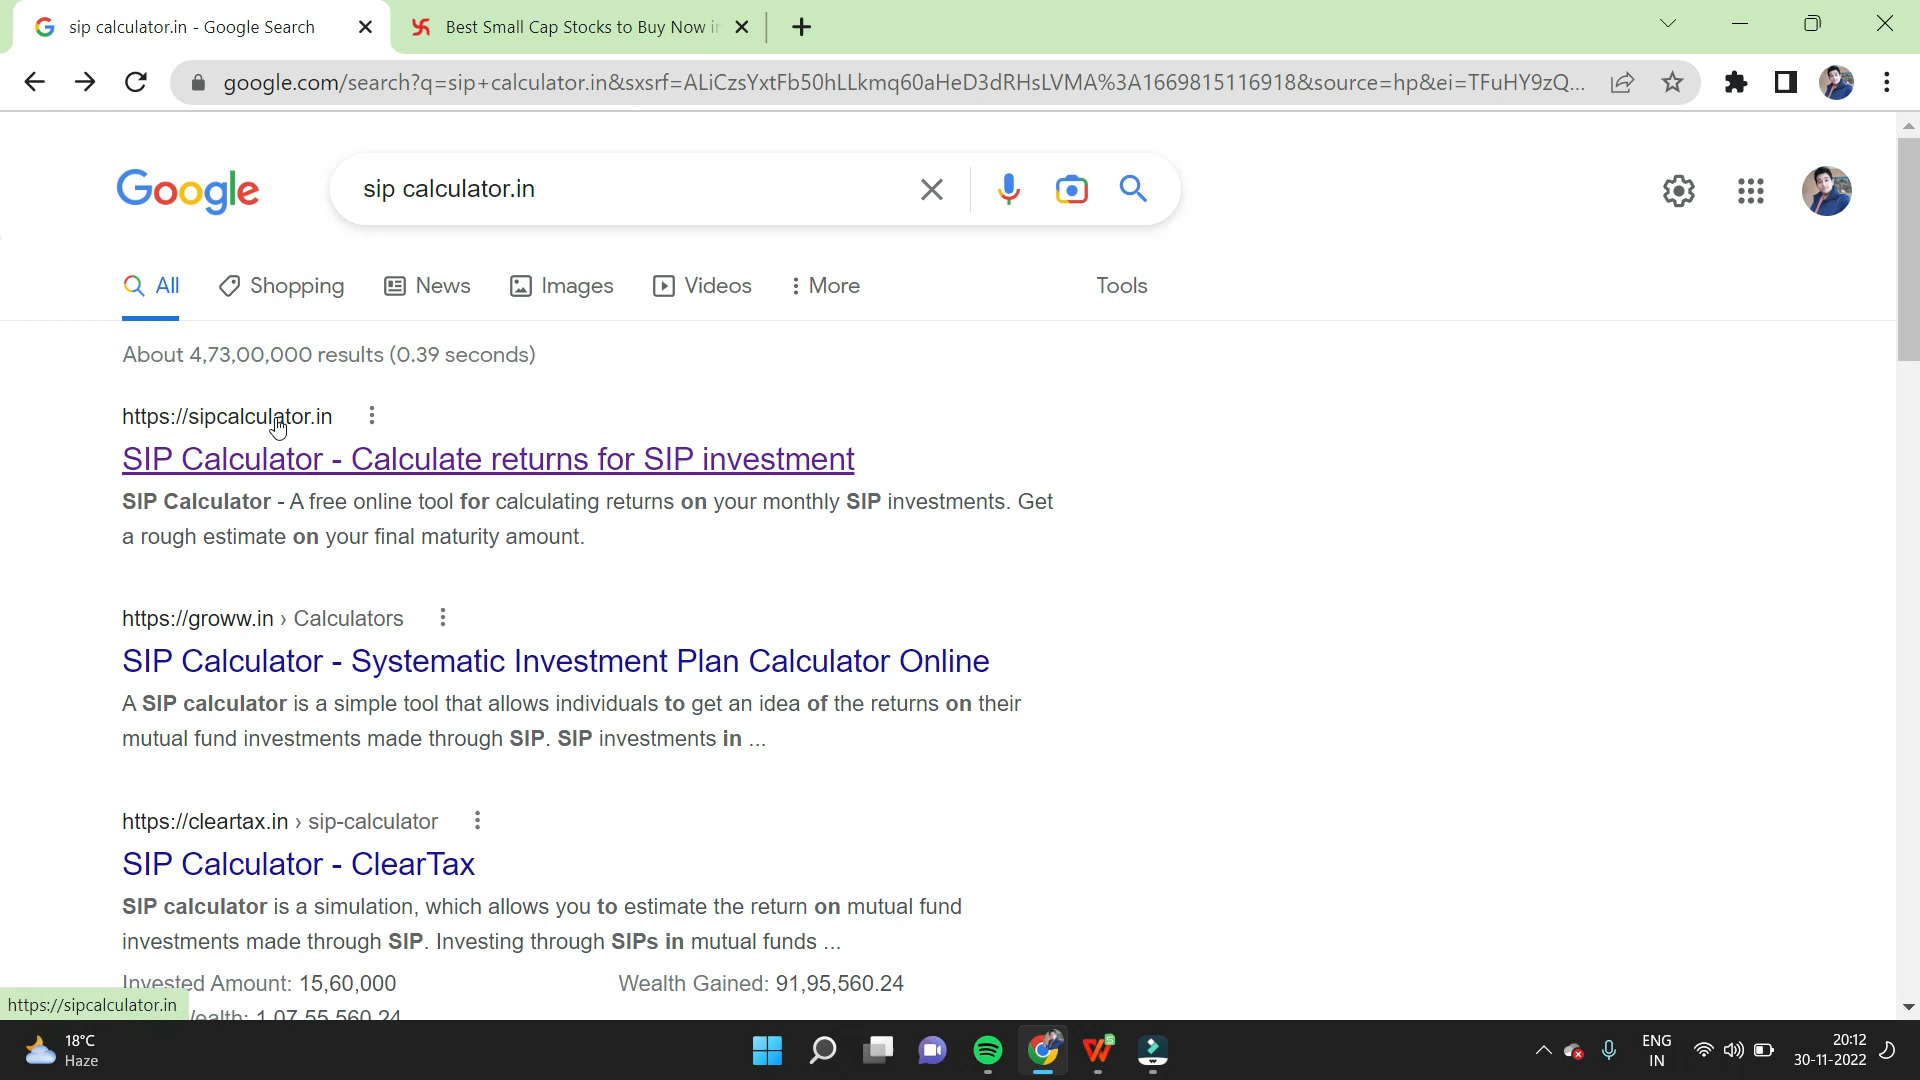 sip calculator.in - Google Search
Best Small Cap Stocks to Buy Now in
google.com/search?q=sip+calculator.in&sxsrf=ALiCzsYxtFb50hLLkmq60aHeD3dRHsLVMA%3A1669815116918&source=hp&ei=TFuHY9zQ...
Google
sip calculator.in
All Shopping News Images Videos More Tools
About 4,73,00,000 results (0.39 seconds)
https://sipcalculator.in
SIP Calculator - Calculate returns for SIP investment
SIP Calculator - A free online tool for calculating returns on your monthly SIP investments. Get
a rough estimate on your final maturity amount.
https://groww.in › Calculators
SIP Calculator - Systematic Investment Plan Calculator Online
A SIP calculator is a simple tool that allows individuals to get an idea of the returns on their
mutual fund investments made through SIP. SIP investments in ...
https://cleartax.in › sip-calculator
SIP Calculator - ClearTax
SIP calculator is a simulation, which allows you to estimate the return on mutual fund
investments made through SIP. Investing through SIPs in mutual funds ...
Invested Amount: 15,60,000 Wealth Gained: 91,95,560.24
https://sipcalculator.in
1,07,55,560.24
18°C
Haze
ENG
IN
20:12
30-11-2022